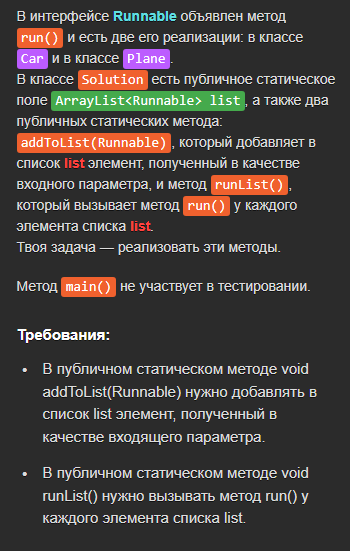 В интерфейсе Runnable объявлен метод
run() и есть две его реализации: в классе
Car и в классе Plane.
В классе Solution есть публичное статическое
поле ArrayList<Runnable> list, а также два
публичных статических метода:
addToList(Runnable), который добавляет в
список list элемент, полученный в качестве
входного параметра, и метод runList(),
который вызывает метод run() у каждого
элемента списка list.
Твоя задача — реализовать эти методы.
Метод main() не участвует в тестировании.
Требования:
• В публичном статическом методе void
addToList(Runnable) нужно добавлять в
список list элемент, полученный в
качестве входящего параметра.
• В публичном статическом методе void
runList() нужно вызывать метод run() у
каждого элемента списка list.